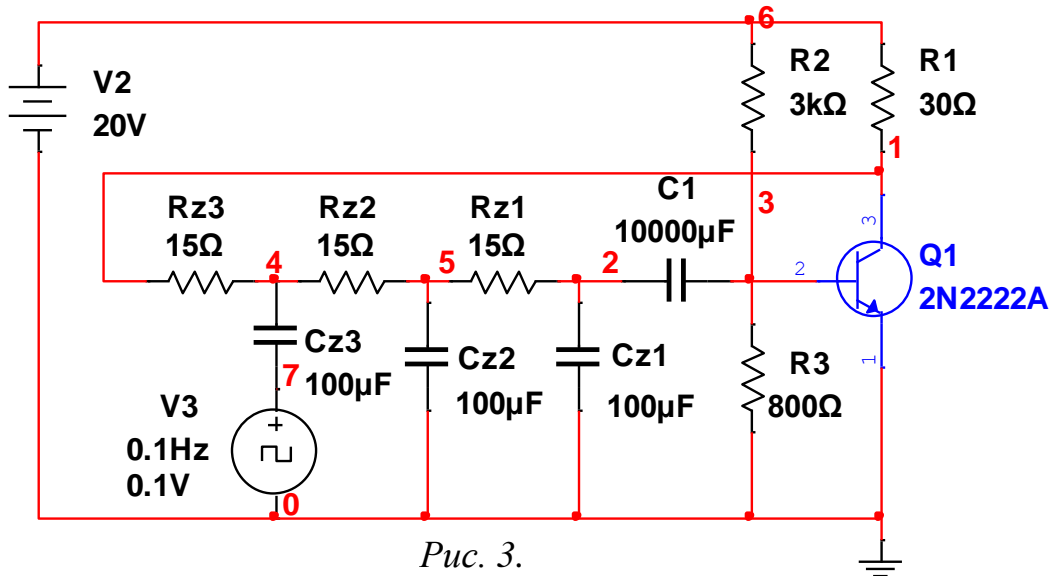 6
V2
20V
R2
3kΩ
R1
30Ω
1
Rz3
15Ω
Rz2
15Ω
Rz1
15Ω
C1
10000µF
3
4
5
2
2
3
1
Q1
2N2222A
Cz3
100µF
Cz2
100µF
Cz1
100µF
R3
800Ω
7
V3
0.1Hz
0.1V
+
0
Рис. 3.